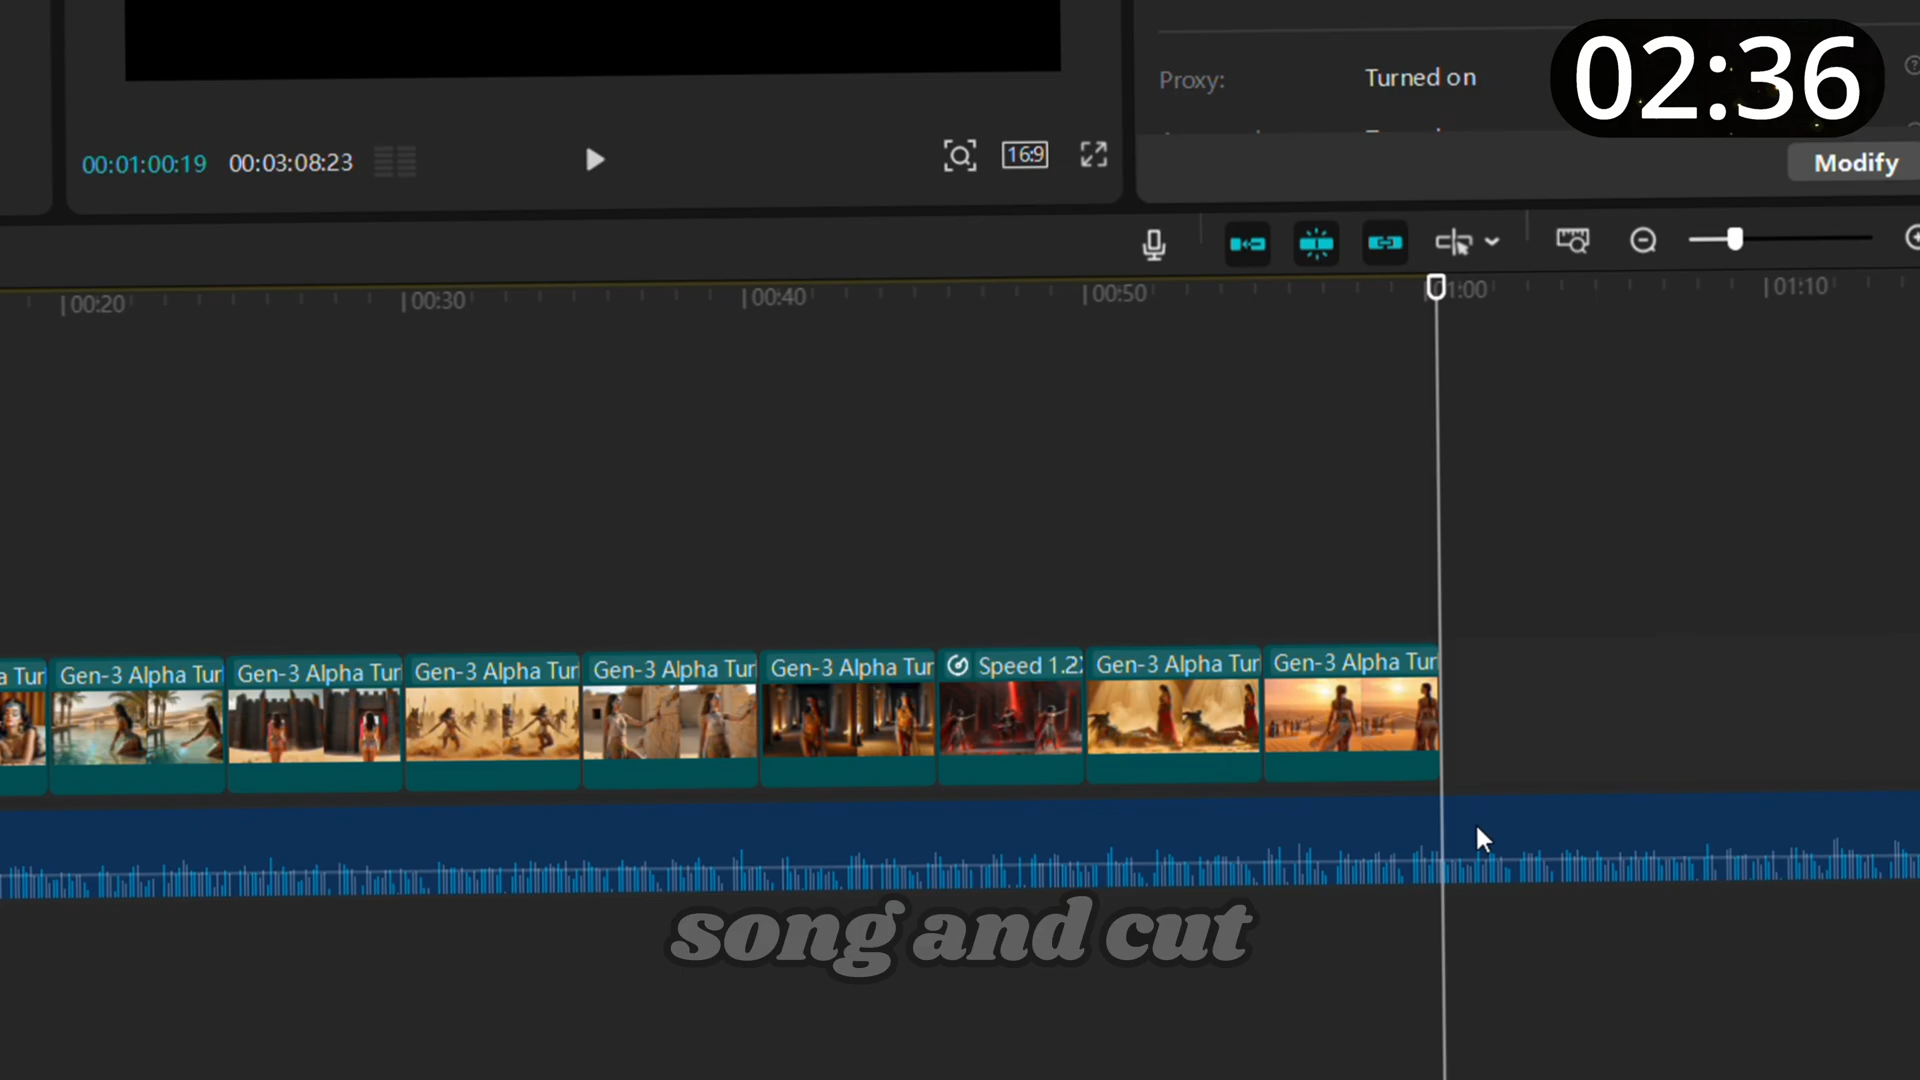 02:36
Proxy:
Turned on
00:01:00:19
00:03:08:23
16:9
Modify
00:20
00:30
00:40
00:50
01:00
01:10
a Tur
Gen-3 Alpha Tur
Gen-3 Alpha Tur
Gen-3 Alpha Tur
Gen-3 Alpha Tur
Gen-3 Alpha Tur
Speed 1.2x
Gen-3 Alpha Tur
Gen-3 Alpha Tur
song and cut